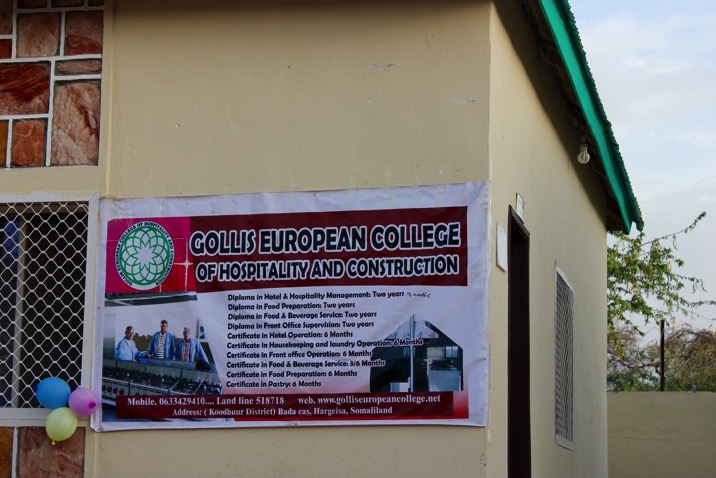 GOLLIS EUROPEAN COLLEGE
OF HOSPITALITY AND CONSTRUCTION
Diploma in Hotel & Hospitality Management: Two years
Diploma in Food Preparation: Two years
Diploma in Food & Beverage Service: Two years
Diploma in Front Office Supervision: Two years
Certificate in Hotel Operation: 6 Months
Certificate in Housekeeping and laundry Operation: 6 Months
Certificate in Front office Operation: 6 Months
Certificate in Food & Beverage Service: 3/6 Months
Certificate in Food Preparation: 6 Months
Certificate in Pastry: 6 Months
Mobile. 0633429410.... Land line 518718 web. www.golliseuropeancollege.net
Address: ( Koodbuur District) Bada cas, Hargeisa, Somaliland